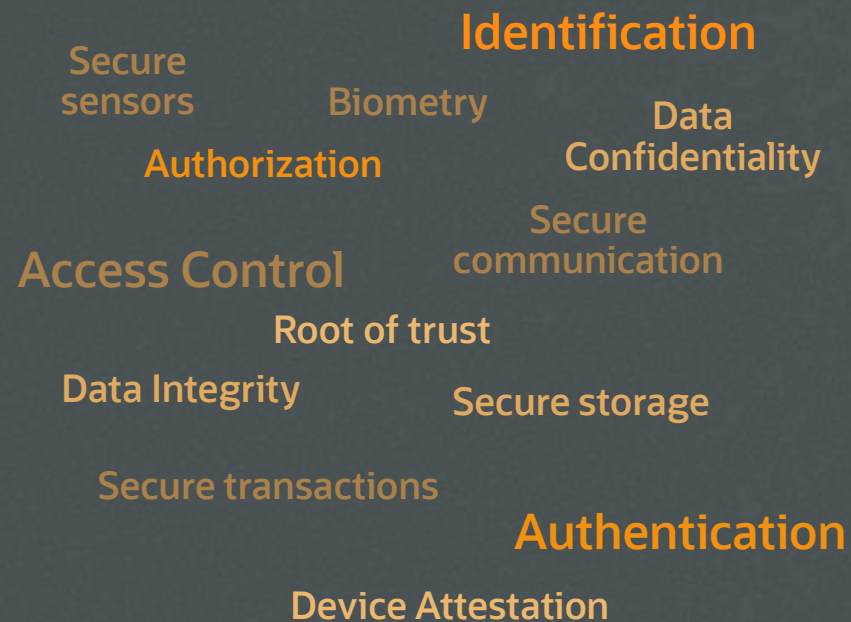 Identification
Secure
sensors
Biometry
Data
Confidentiality
Authorization
Secure
communication
Access Control
Root of trust
Data Integrity
Secure storage
Secure transactions
Authentication
Device Attestation